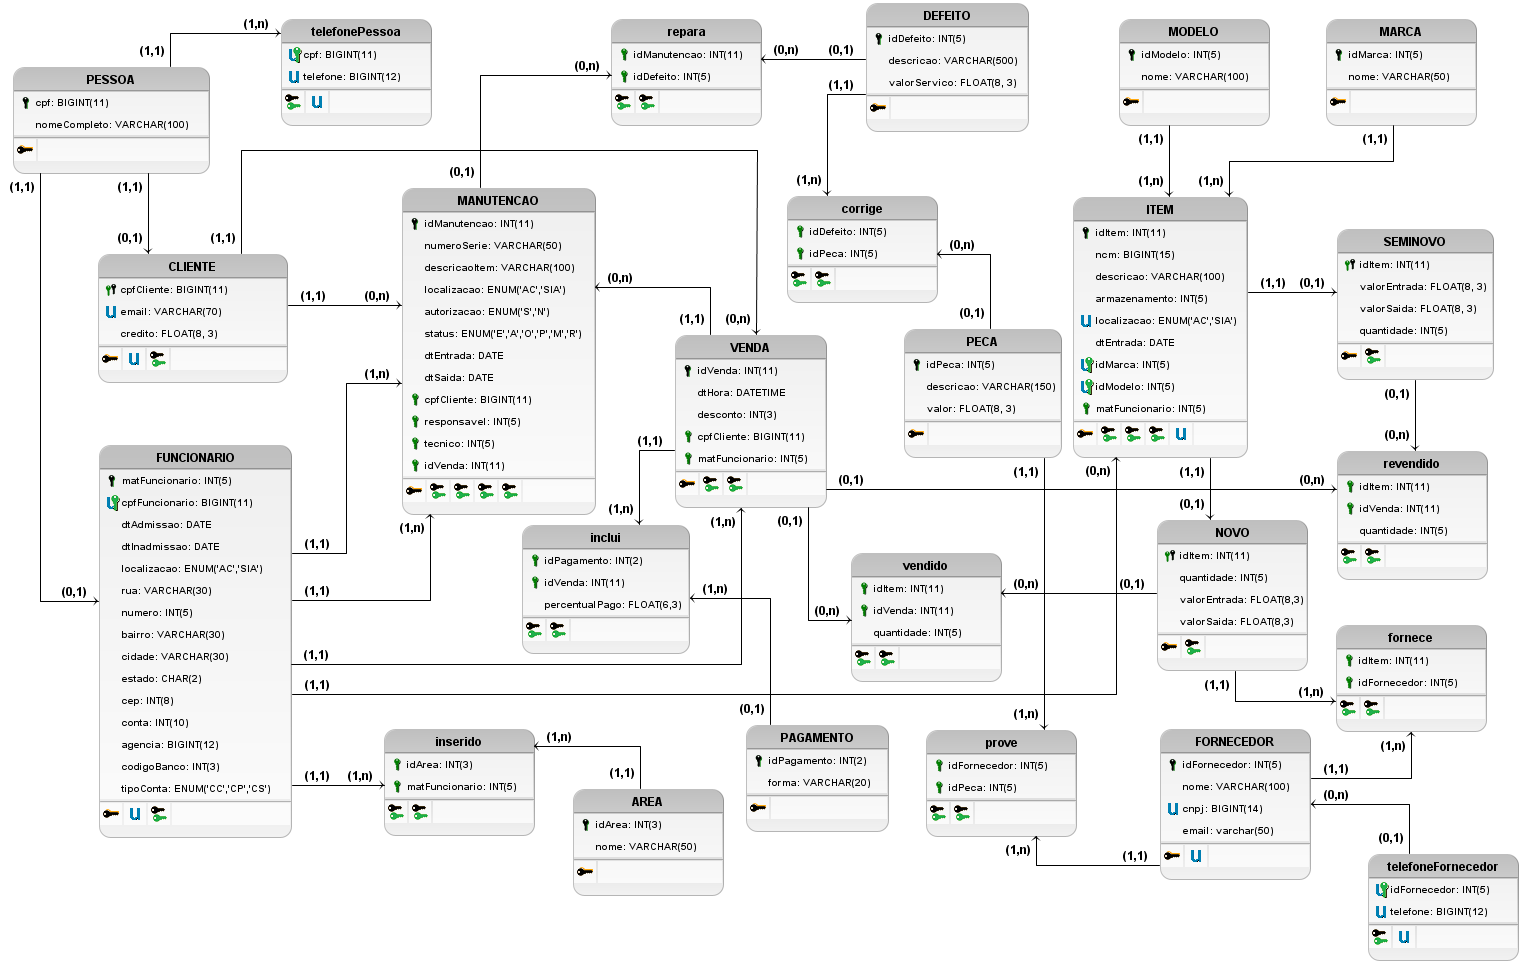 PESSOA
cpf: BIGINT(11)
nomeCompleto: VARCHAR(100)
(1,1)
(1,n)
telefonePessoa
cpf: BIGINT(11)
telefone: BIGINT(12)
(1,1)
(0,1)
(1,1)
(0,1)
CLIENTE
cpfCliente: BIGINT(11)
email: VARCHAR(70)
credito: FLOAT(8, 3)
(1,1)
(0,n)
(1,1)
(0,n)
FUNCIONARIO
matFuncionario: INT(5)
cpfFuncionario: BIGINT(11)
dtAdmissao: DATE
dtInadmissao: DATE
localizacao: ENUM('AC','SIA')
rua: VARCHAR(30)
numero: INT(5)
bairro: VARCHAR(30)
cidade: VARCHAR(30)
estado: CHAR(2)
cep: INT(8)
conta: INT(10)
agencia: BIGINT(12)
codigoBanco: INT(3)
tipoConta: ENUM('CC','CP','CS')
(1,1)
(1,n)
(1,1)
(1,n)
(1,1)
(1,n)
(1,1)
(0,n)
(1,1)
(1,n)
MANUTENCAO
idManutencao: INT(11)
numeroSerie: VARCHAR(50)
descricaoItem: VARCHAR(100)
localizacao: ENUM('AC','SIA')
autorizacao: ENUM('S','N')
status: ENUM('E','A','O','P','M','R')
dtEntrada: DATE
dtSaida: DATE
cpfCliente: BIGINT(11)
responsavel: INT(5)
tecnico: INT(5)
idVenda: INT(11)
(0,1)
(0,n)
(0,n)
(1,1)
repara
idManutencao: INT(11)
idDefeito: INT(5)
(0,n)
(0,1)
DEFEITO
idDefeito: INT(5)
descricao: VARCHAR(500)
valorServico: FLOAT(8, 3)
(1,1)
(1,n)
corrige
idDefeito: INT(5)
idPeca: INT(5)
(0,n)
(0,1)
PECA
idPeca: INT(5)
descricao: VARCHAR(150)
valor: FLOAT(8, 3)
(1,1)
(1,n)
VENDA
idVenda: INT(11)
dtHora: DATETIME
desconto: INT(3)
cpfCliente: BIGINT(11)
matFuncionario: INT(5)
(1,1)
(1,n)
(0,1)
(0,n)
(0,1)
(0,n)
inclui
idPagamento: INT(2)
idVenda: INT(11)
percentualPago: FLOAT(6,3)
(1,n)
(0,1)
PAGAMENTO
idPagamento: INT(2)
forma: VARCHAR(20)
vendido
idItem: INT(11)
idVenda: INT(11)
quantidade: INT(5)
(0,n)
(0,1)
inserido
idArea: INT(3)
matFuncionario: INT(5)
(1,n)
(1,1)
AREA
idArea: INT(3)
nome: VARCHAR(50)
MODELO
idModelo: INT(5)
nome: VARCHAR(100)
(1,1)
(1,n)
MARCA
idMarca: INT(5)
nome: VARCHAR(50)
(1,1)
(1,n)
ITEM
idItem: INT(11)
ncm: BIGINT(15)
descricao: VARCHAR(100)
armazenamento: INT(5)
localizacao: ENUM('AC','SIA')
dtEntrada: DATE
idMarca: INT(5)
idModelo: INT(5)
matFuncionario: INT(5)
(1,1)
(0,1)
(1,1)
(0,1)
SEMINOVO
idItem: INT(11)
valorEntrada: FLOAT(8, 3)
valorSaida: FLOAT(8, 3)
quantidade: INT(5)
(0,1)
(0,n)
revendido
idItem: INT(11)
idVenda: INT(11)
quantidade: INT(5)
NOVO
idItem: INT(11)
quantidade: INT(5)
valorEntrada: FLOAT(8,3)
valorSaida: FLOAT(8,3)
(1,1)
(1,n)
fornece
idItem: INT(11)
idFornecedor: INT(5)
(1,n)
(1,1)
prove
idFornecedor: INT(5)
idPeca: INT(5)
(1,n)
(1,1)
FORNECEDOR
idFornecedor: INT(5)
nome: VARCHAR(100)
cnpj: BIGINT(14)
email: varchar(50)
(0,n)
(0,1)
telefoneFornecedor
idFornecedor: INT(5)
telefone: BIGINT(12)